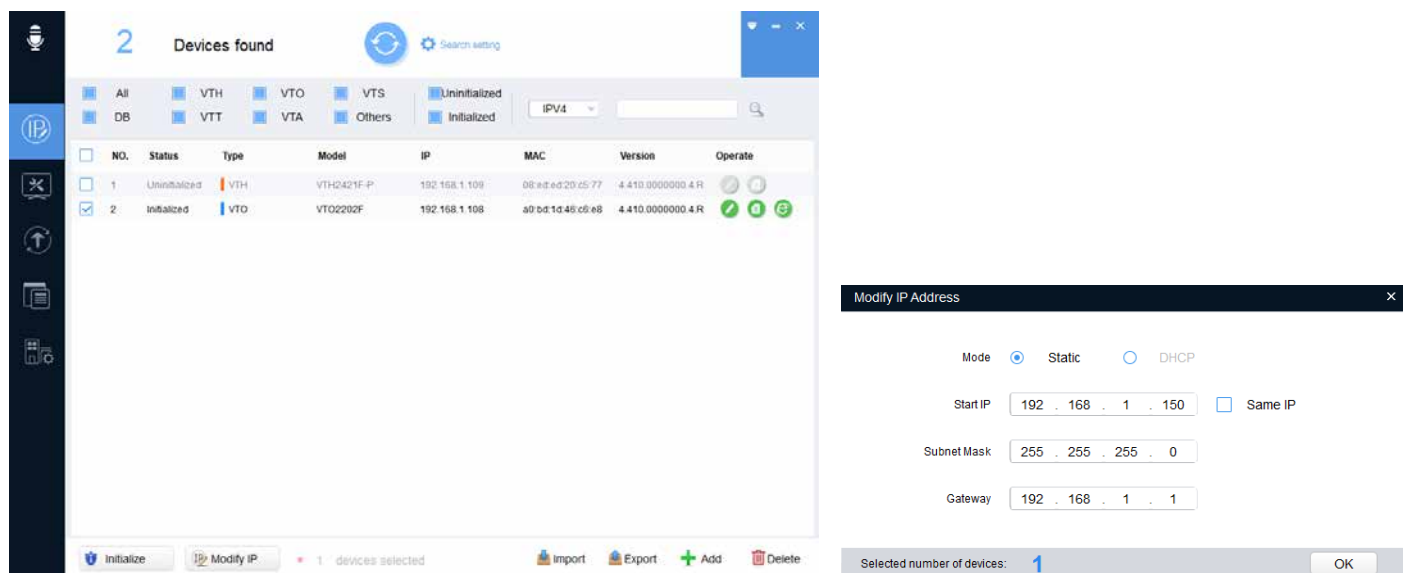 2 Devices found Search setting
All VTH VTO VTS Uninitialized
DB VTT VTA Others Initialized
IPV4
NO. Status Type Model IP MAC Version Operate
1 Uninitialized VTH VTH2421F-P 192.168.1.109 08:ed:ed:20:c5:77 4.410.0000000.4.R
2 Initialized VTO VTO2202F 192.168.1.108 a0:bd:1d:46:c6:e8 4.410.0000000.4.R
Initialize Modify IP 1 devices selected Import Export Add Delete
IP
Modify IP Address
Mode Static DHCP
Start IP 192 . 168 . 1 . 150 Same IP
Subnet Mask 255 . 255 . 255 . 0
Gateway 192 . 168 . 1 . 1
Selected number of devices: 1 OK